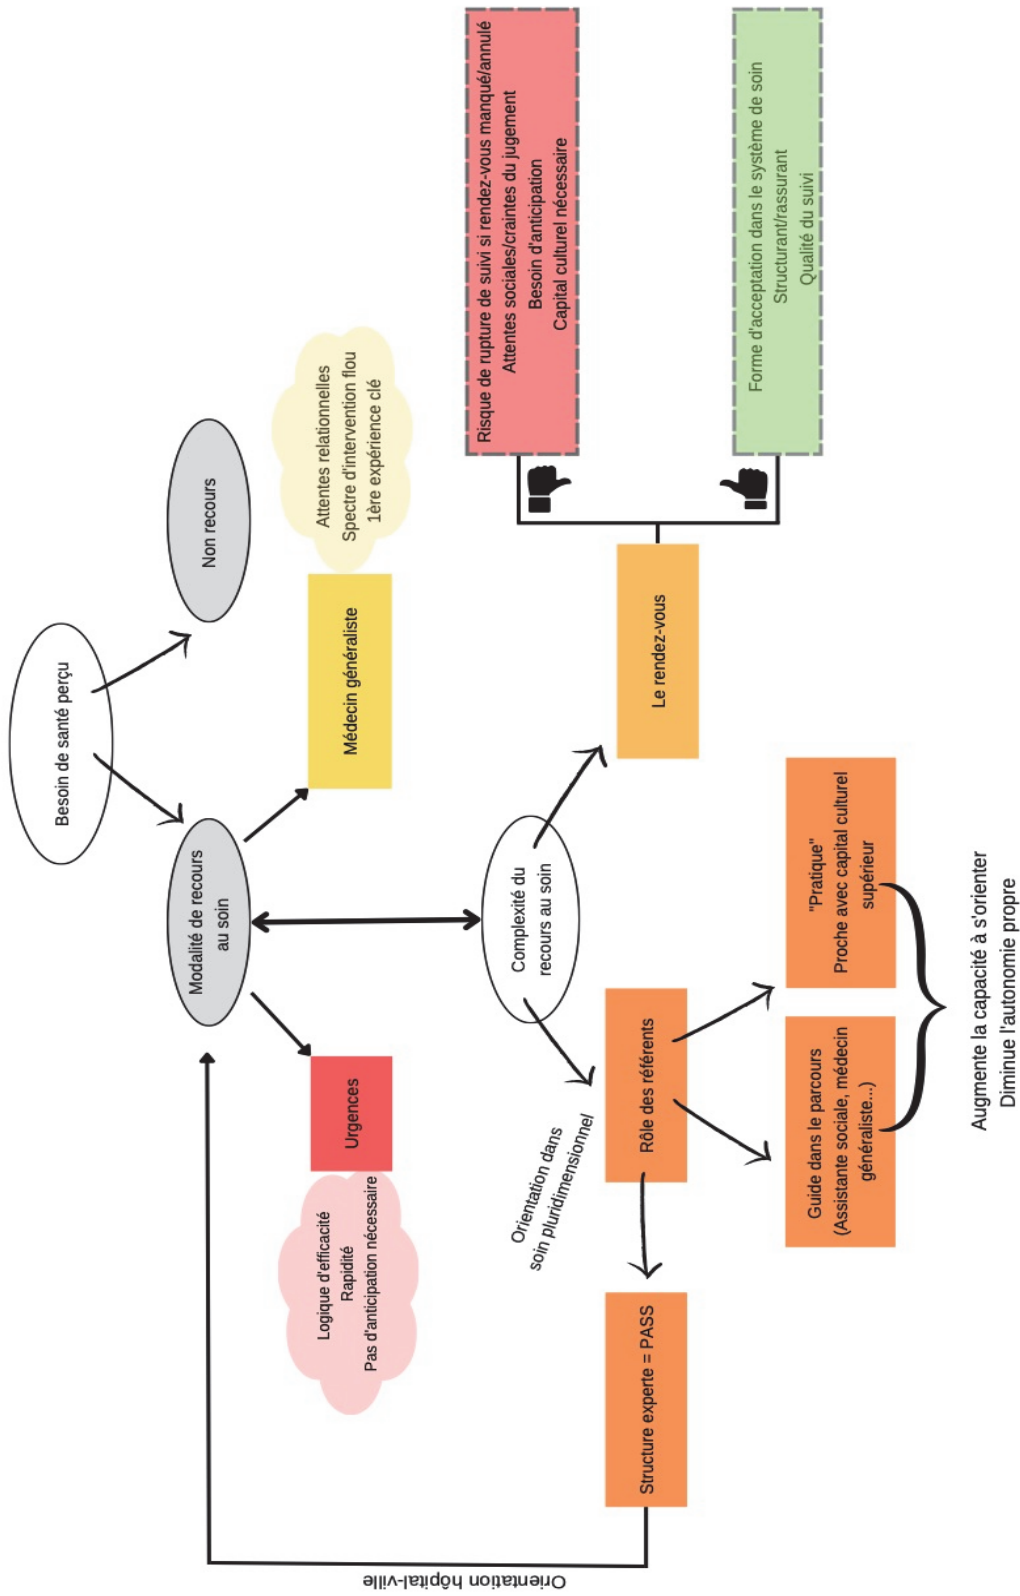 Besoin de santé perçu
Modalité de recours
au soin
Non recours
Logique d'efficacité
Rapidité
Pas d'anticipation nécessaire
Urgences
Médecin généraliste
Attentes relationnelles
Spectre d'intervention flou
1ère expérience clé
Complexité du
recours au soin
Orientation dans
soin pluridimensionnel
Structure experte = PASS
Rôle des référents
Le rendez-vous
Risque de rupture de suivi si rendez-vous manqué/annulé
Attentes sociales/craintes du jugement
Besoin d'anticipation
Capital culturel nécessaire
Forme d'acceptation dans le système de soin
Structurant/rassurant
Qualité du suivi
Guide dans le parcours
(Assistante sociale, médecin
généraliste...)
"Pratique"
Proche avec capital culturel
supérieur
Augmente la capacité à s'orienter
Diminue l'autonomie propre
Orientation hôpital-ville